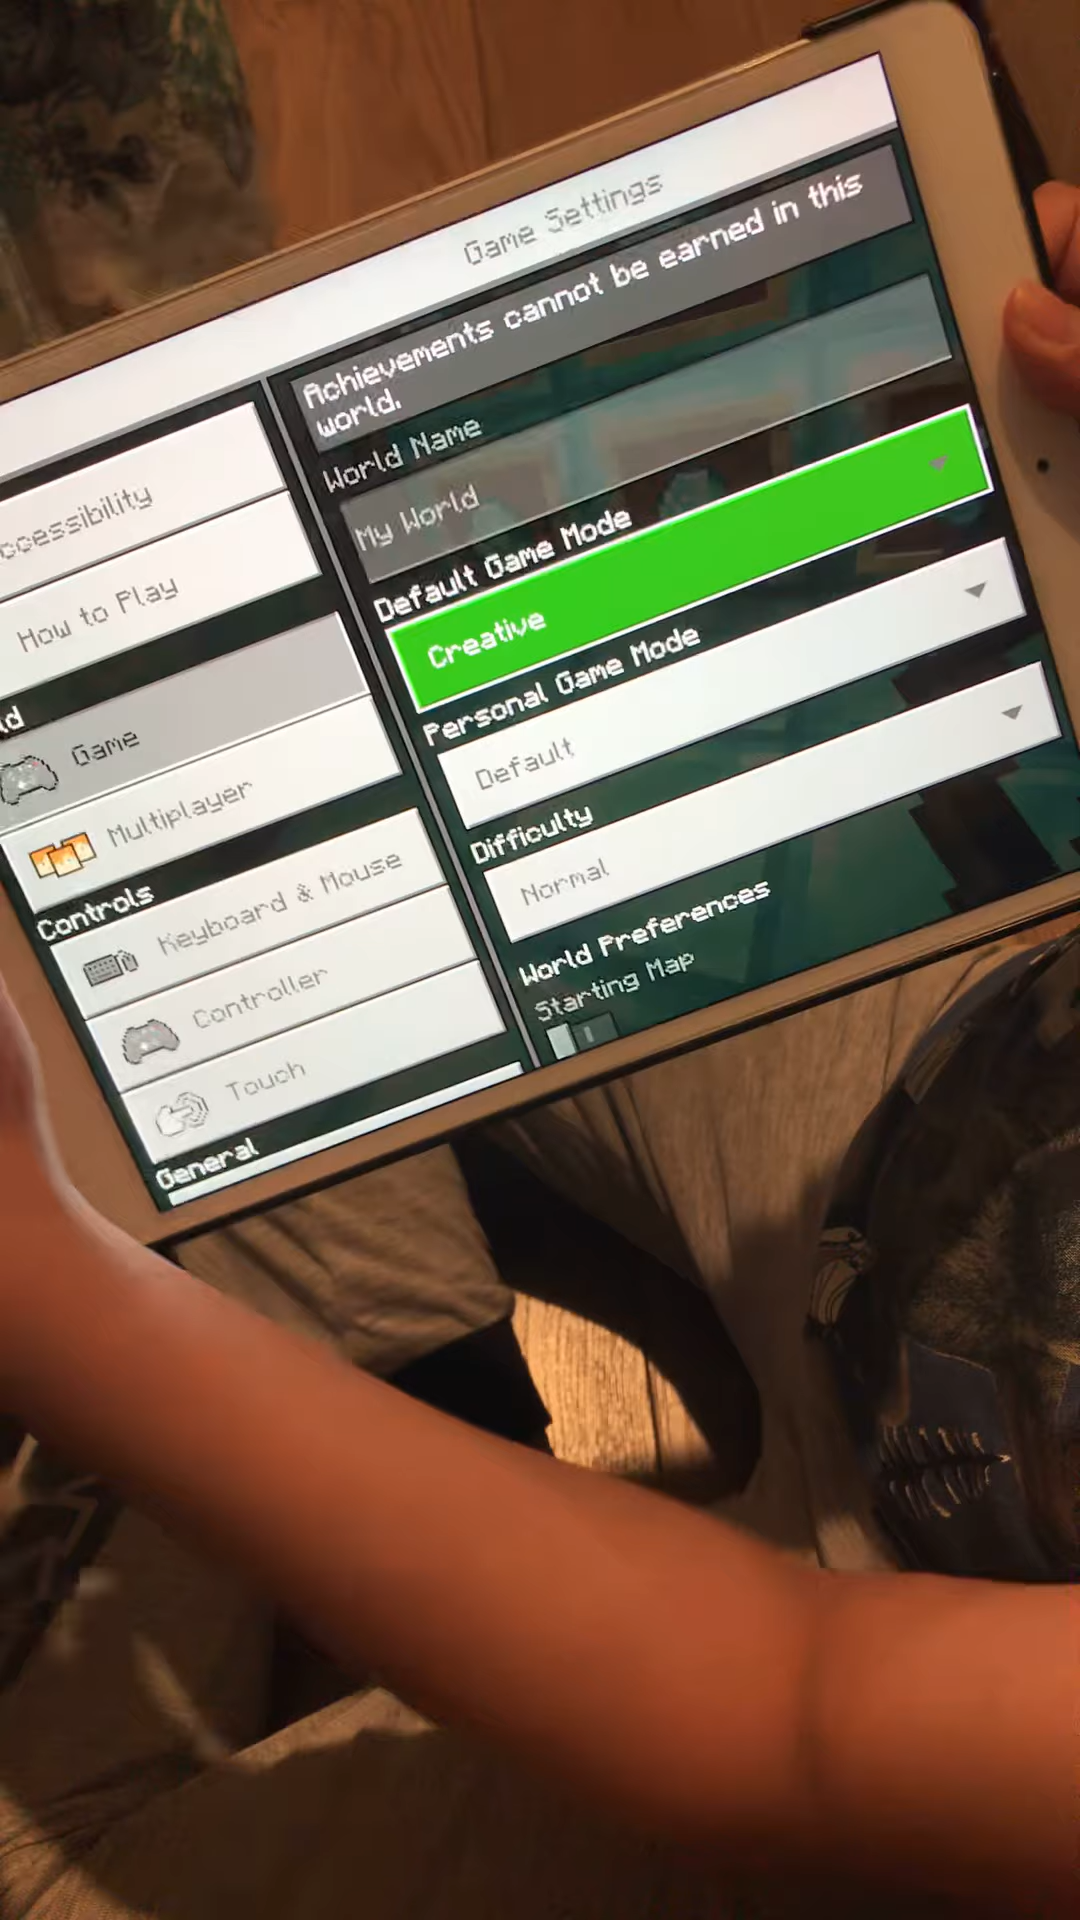 Game Settings
ccessibility
How to Play
ld
Game
Multiplayer
Controls
Keyboard & Mouse
Controller
Touch
General
Achievements cannot be earned in this
world.
World Name
My World
Default Game Mode
Creative
Personal Game Mode
Default
Difficulty
Normal
World Preferences
Starting Map